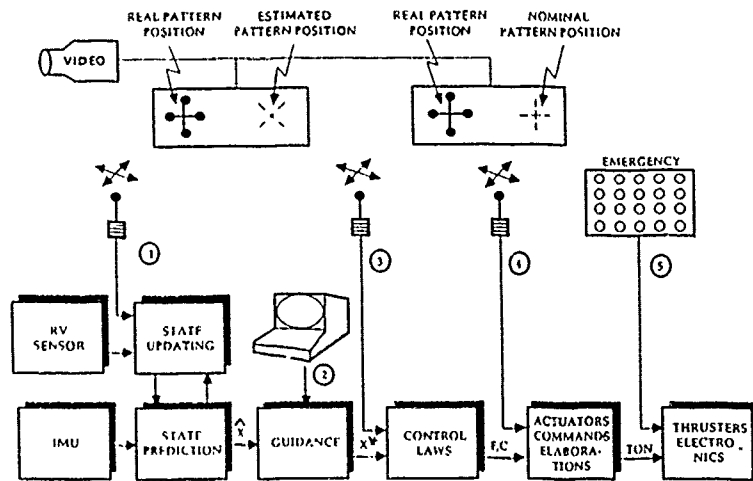 REAL PATTERN
POSITION
ESTIMATED
PATTERN POSITION
REAL PATTERN
POSITION
NOMINAL
PATTERN POSITION
VIDEO
EMERGENCY
1
3
4
5
RV
SENSOR
STATE
UPDATING
2
IMU
STATE
PREDICTION
X̂
GUIDANCE
X
CONTROL
LAWS
F,C
ACTUATORS
COMMANDS
ELABORA-
TIONS
TON
THRUSTERS
ELECTRO
NICS